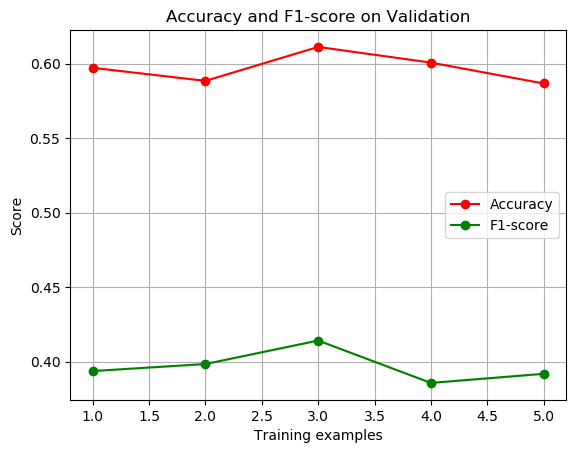 Accuracy and F1-score on Validation
Score
0.60
0.55
0.50
0.45
0.40
Accuracy
F1-score
1.0 1.5 2.0 2.5 3.0 3.5 4.0 4.5 5.0
Training examples